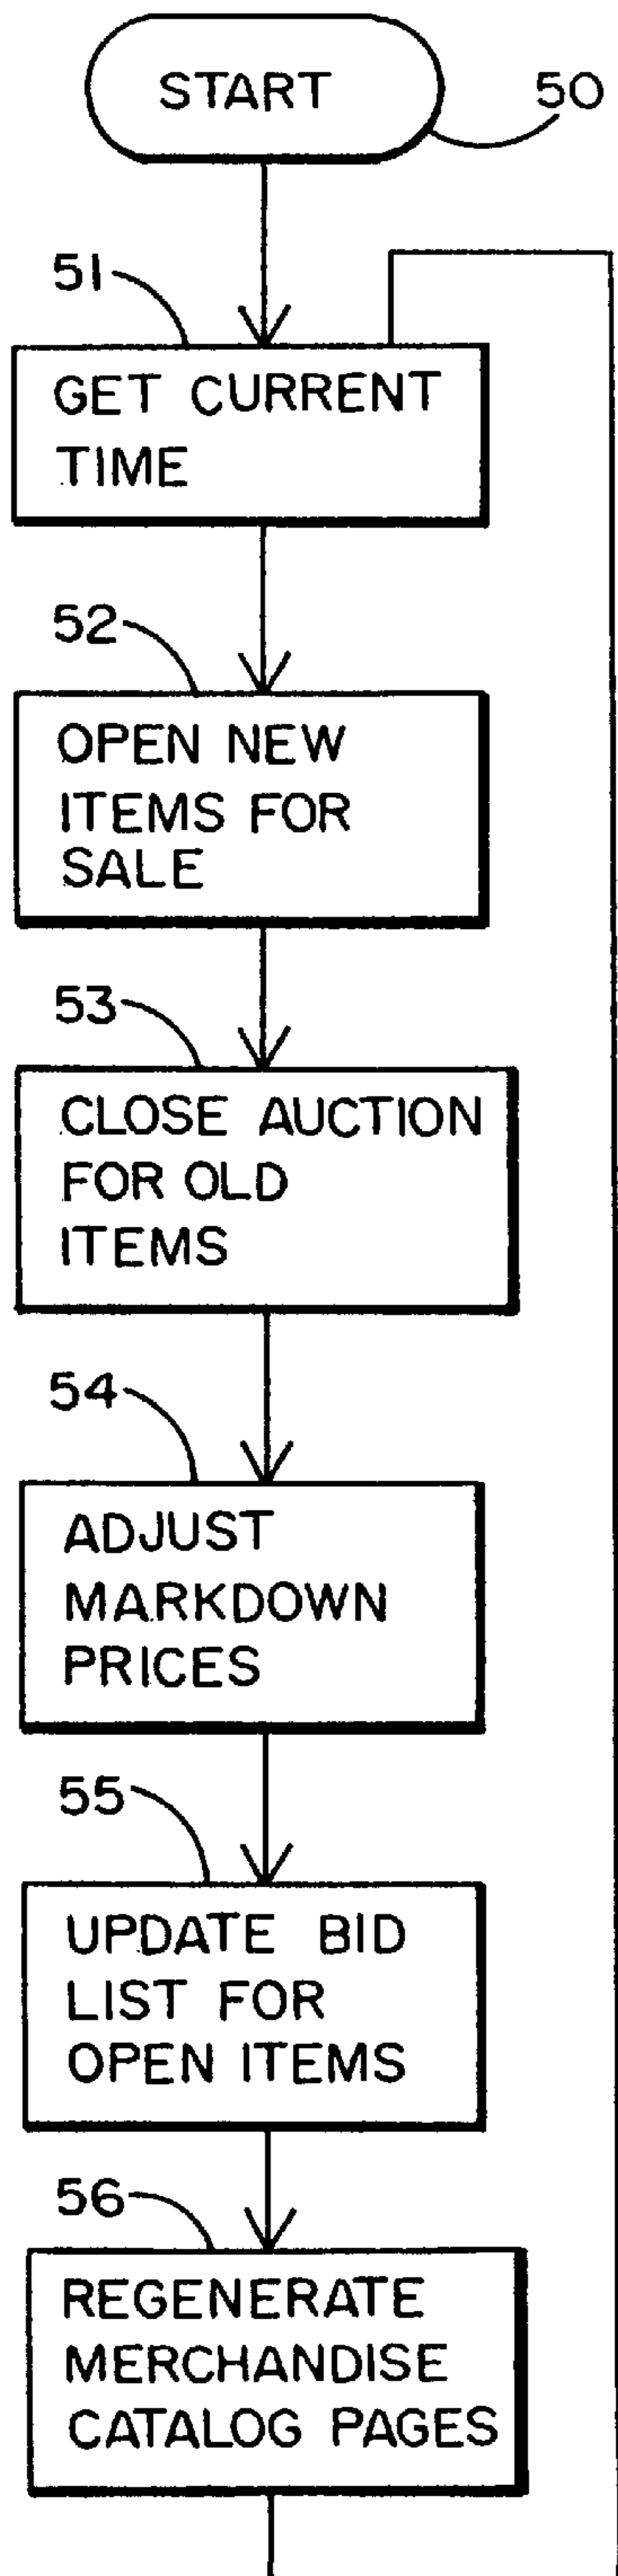 START
50
51
GET CURRENT
TIME
52
OPEN NEW
ITEMS FOR
SALE
53
CLOSE AUCTION
FOR OLD
ITEMS
54
ADJUST
MARKDOWN
PRICES
55
UPDATE BID
LIST FOR
OPEN ITEMS
56
REGENERATE
MERCHANDISE
CATALOG PAGES